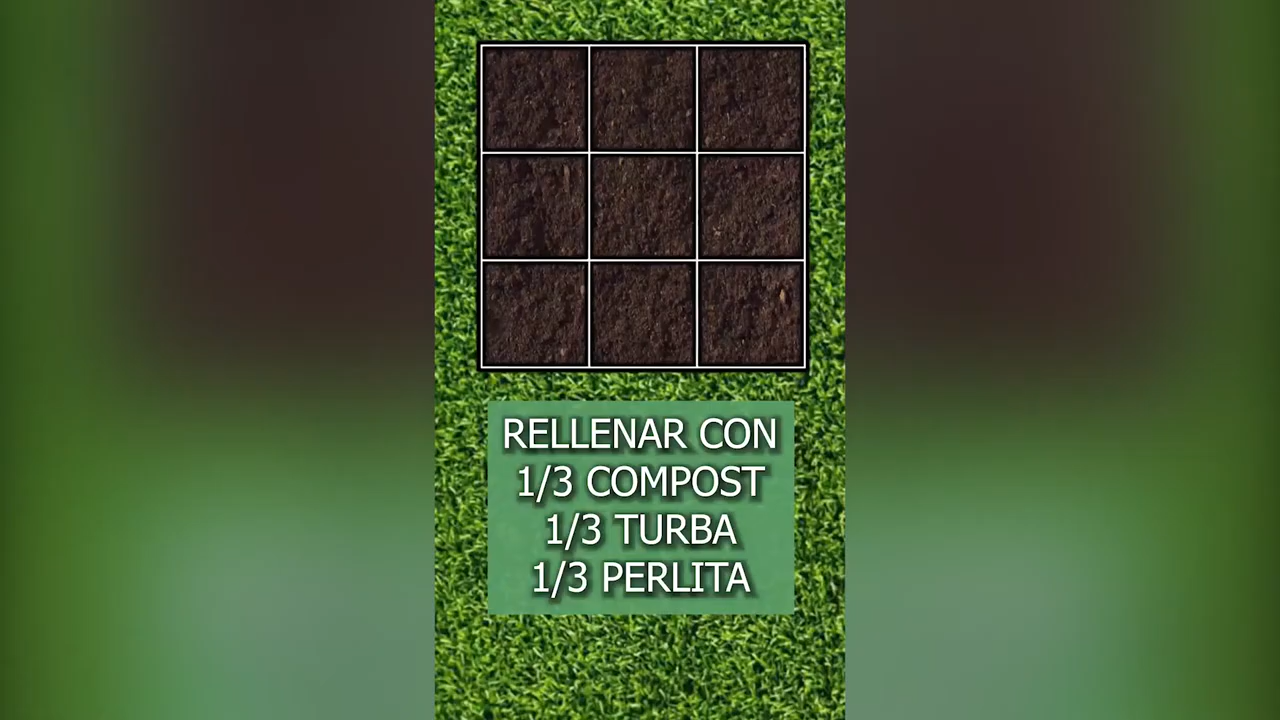 RELLENAR CON
1/3 COMPOST
1/3 TURBA
1/3 PERLITA